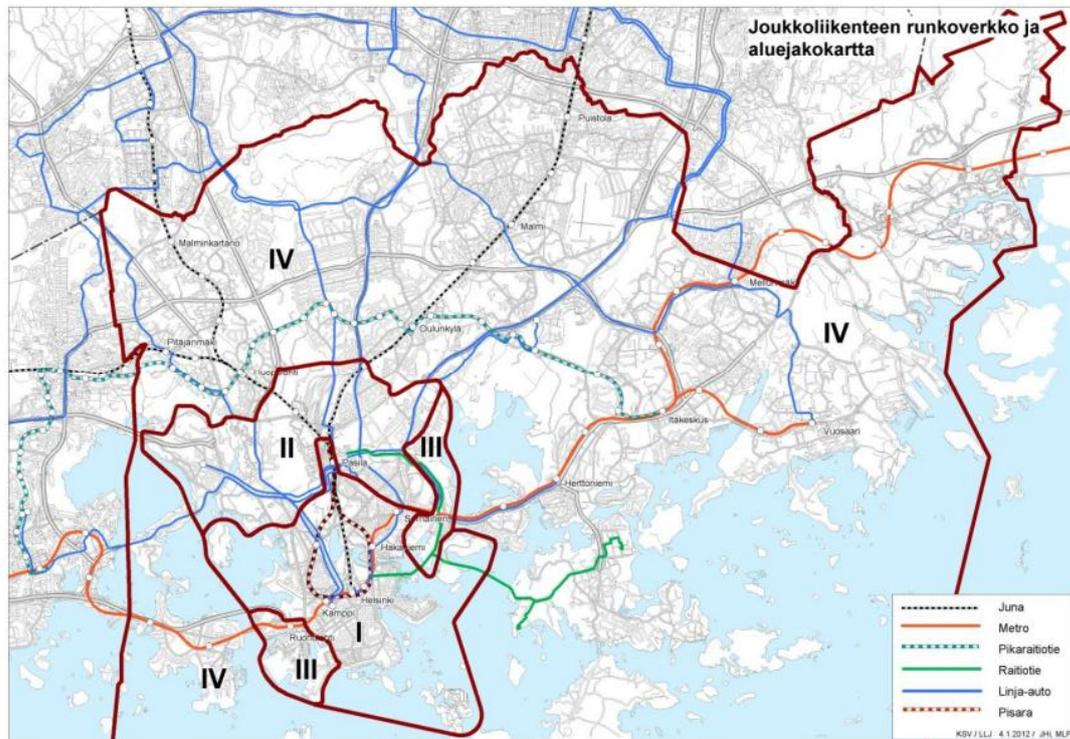 Joukkoliikenteen runkoverkko ja
aluejakokartta
Puistola
Malmi
Malminkartano
IV
Mellunmäki
IV
Oulunkylä
Pitäjänmäki
Huopalahti
Itäkeskus
Vuosaari
II
III
Pasila
Herttoniemi
Sörnäinen
Hakaniemi
Helsinki
Kamppi
I
Ruoholahti
III
IV
Juna
Metro
Pikaraitiotie
Raitiotie
Linja-auto
Pisara
KSV / LLJ 4.1.2012 / JHi, MLP